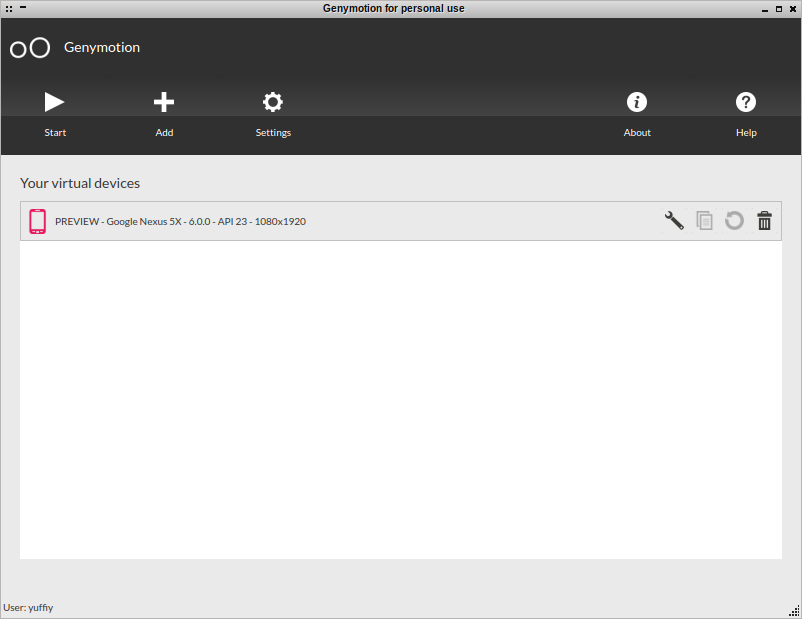 Genymotion for personal use
Genymotion
Start Add Settings About Help
Your virtual devices
PREVIEW - Google Nexus 5X - 6.0.0 - API 23 - 1080x1920
User: yuffiy